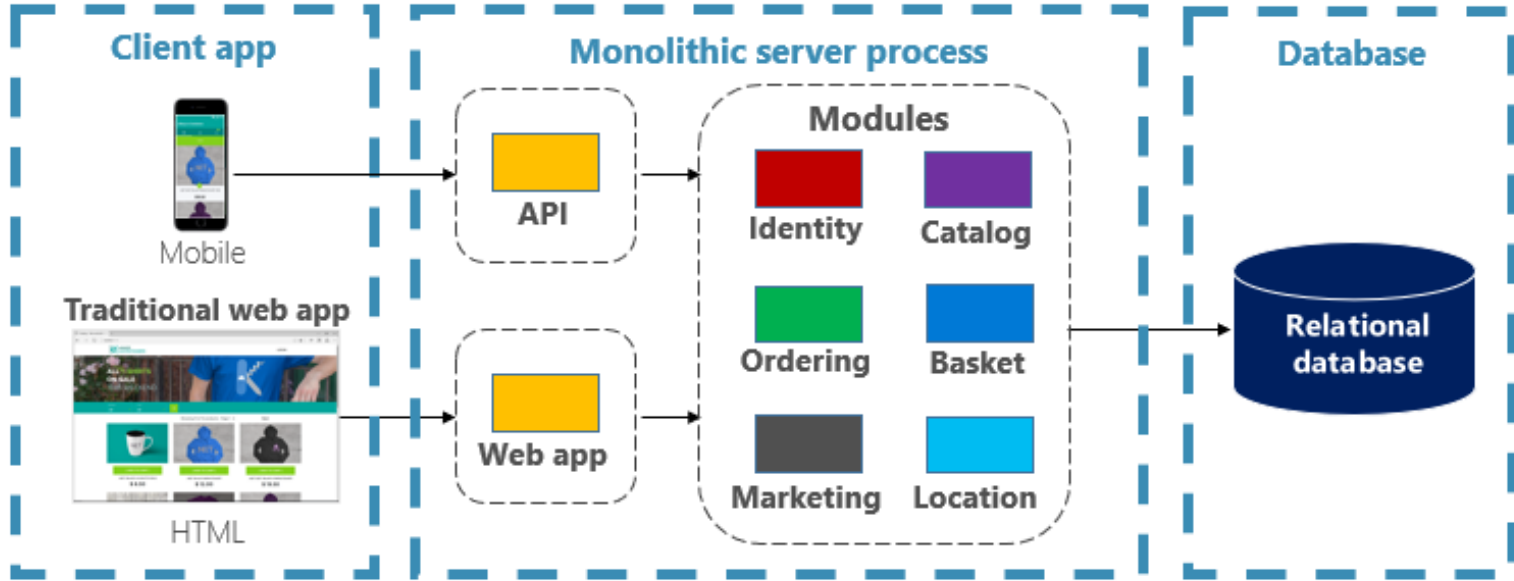 Client app
Mobile
Traditional web app
HTML
Monolithic server process
API
Web app
Modules
Identity
Catalog
Ordering
Basket
Marketing
Location
Database
Relational
database